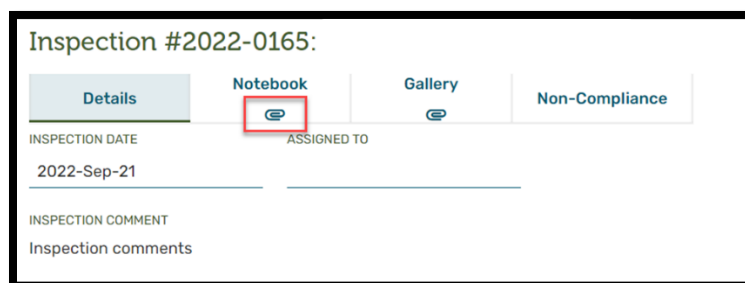 Inspection #2022-0165:
Details Notebook Gallery Non-Compliance
INSPECTION DATE ASSIGNED TO
2022-Sep-21
INSPECTION COMMENT
Inspection comments